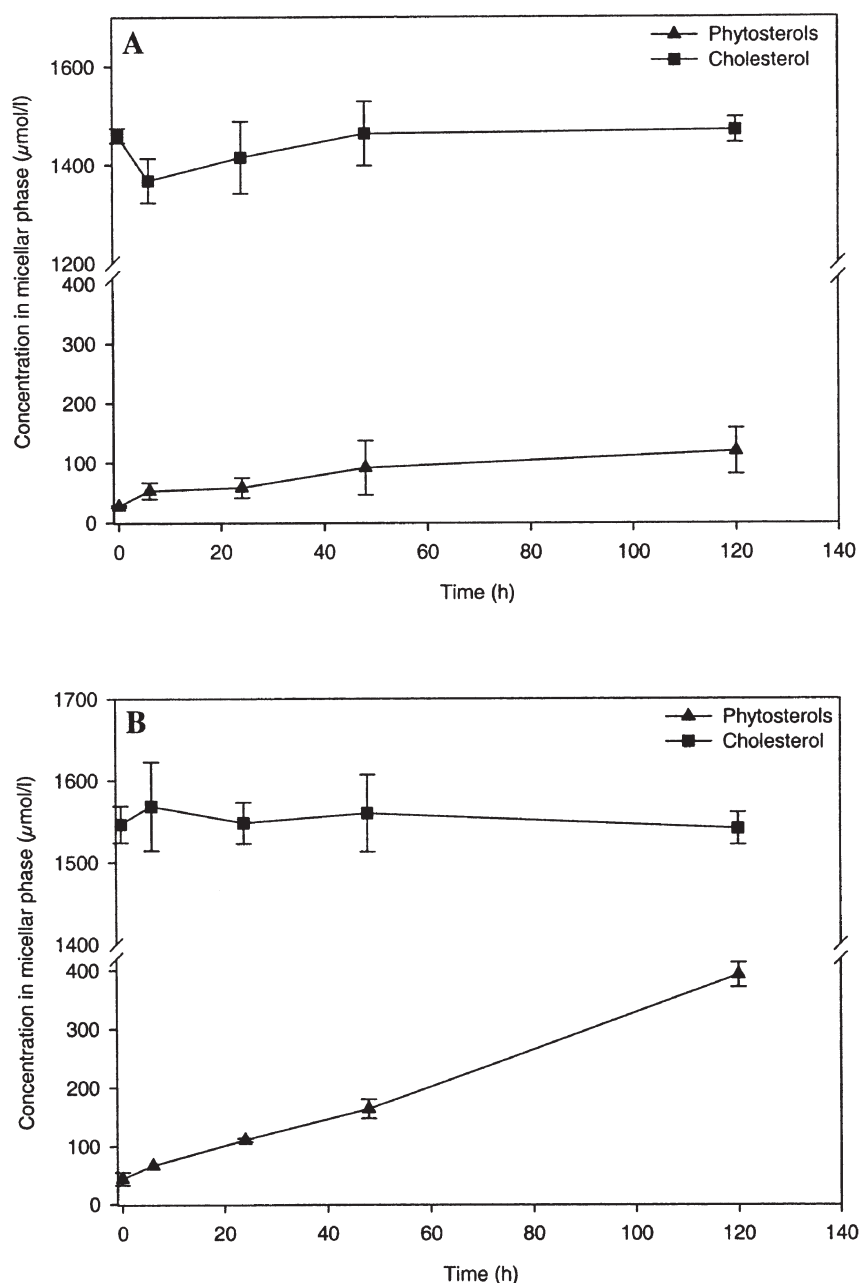 A
Phytosterols
Cholesterol
Concentration in micellar phase (µmol/l)
1600
1400
1200
400
300
200
100
0
0 20 40 60 80 100 120 140
Time (h)
B
Phytosterols
Cholesterol
Concentration in micellar phase (µmol/l)
1700
1600
1500
1400
400
300
200
100
0
0 20 40 60 80 100 120 140
Time (h)